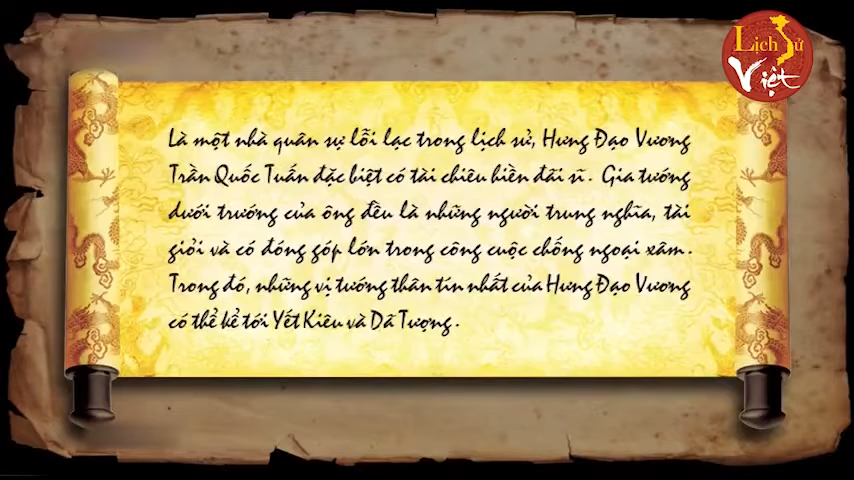 Lịch Sử
Việt
Là một nhà quân sự lỗi lạc trong lịch sử, Hưng Đạo Vương
Trần Quốc Tuấn đặc biệt có tài chiêu hiền đãi sĩ. Gia tướng
dưới trướng của ông đều là những người trung nghĩa, tài
giỏi và có đóng góp lớn trong công cuộc chống ngoại xâm.
Trong đó, những vị tướng thân tín nhất của Hưng Đạo Vương
có thể kể tới Yết Kiêu và Dã Tượng.